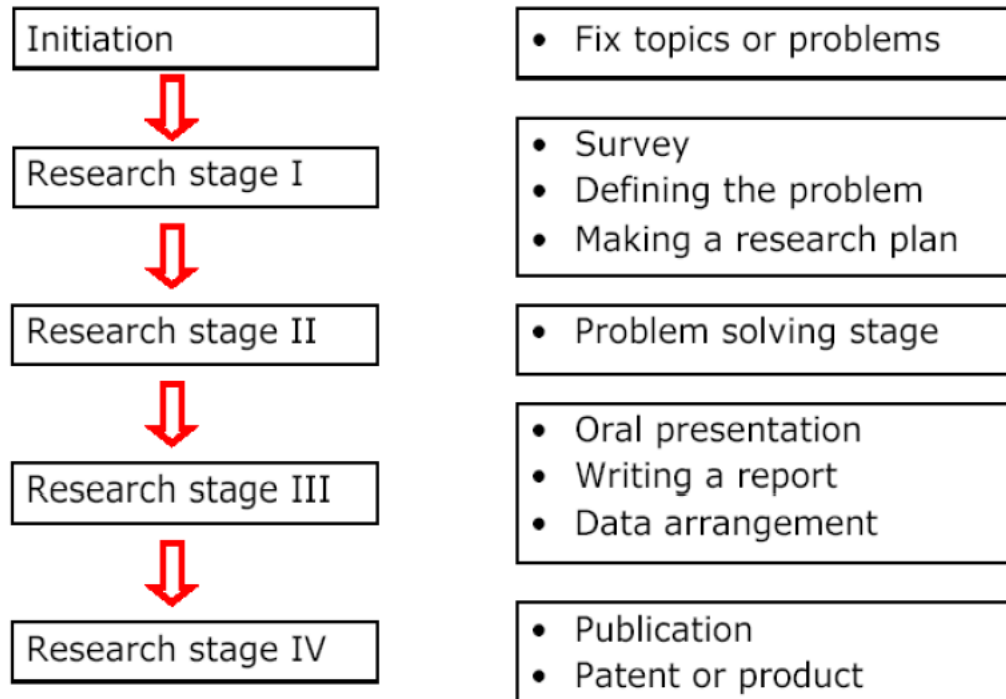 Initiation
• Fix topics or problems
Research stage I
• Survey
• Defining the problem
• Making a research plan
Research stage II
• Problem solving stage
Research stage III
• Oral presentation
• Writing a report
• Data arrangement
Research stage IV
• Publication
• Patent or product